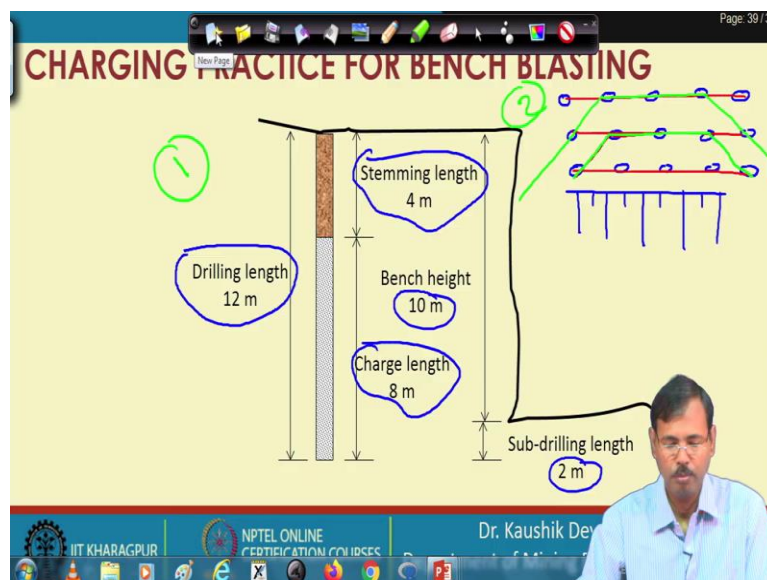 Page: 39/
New Page
CHARGING PRACTICE FOR BENCH BLASTING
1
2
Stemming length
4 m
Drilling length
12 m
Bench height
10 m
Charge length
8 m
Sub-drilling length
2 m
IIT KHARAGPUR
NPTEL ONLINE
CERTIFICATION COURSES
Dr. Kaushik Dey